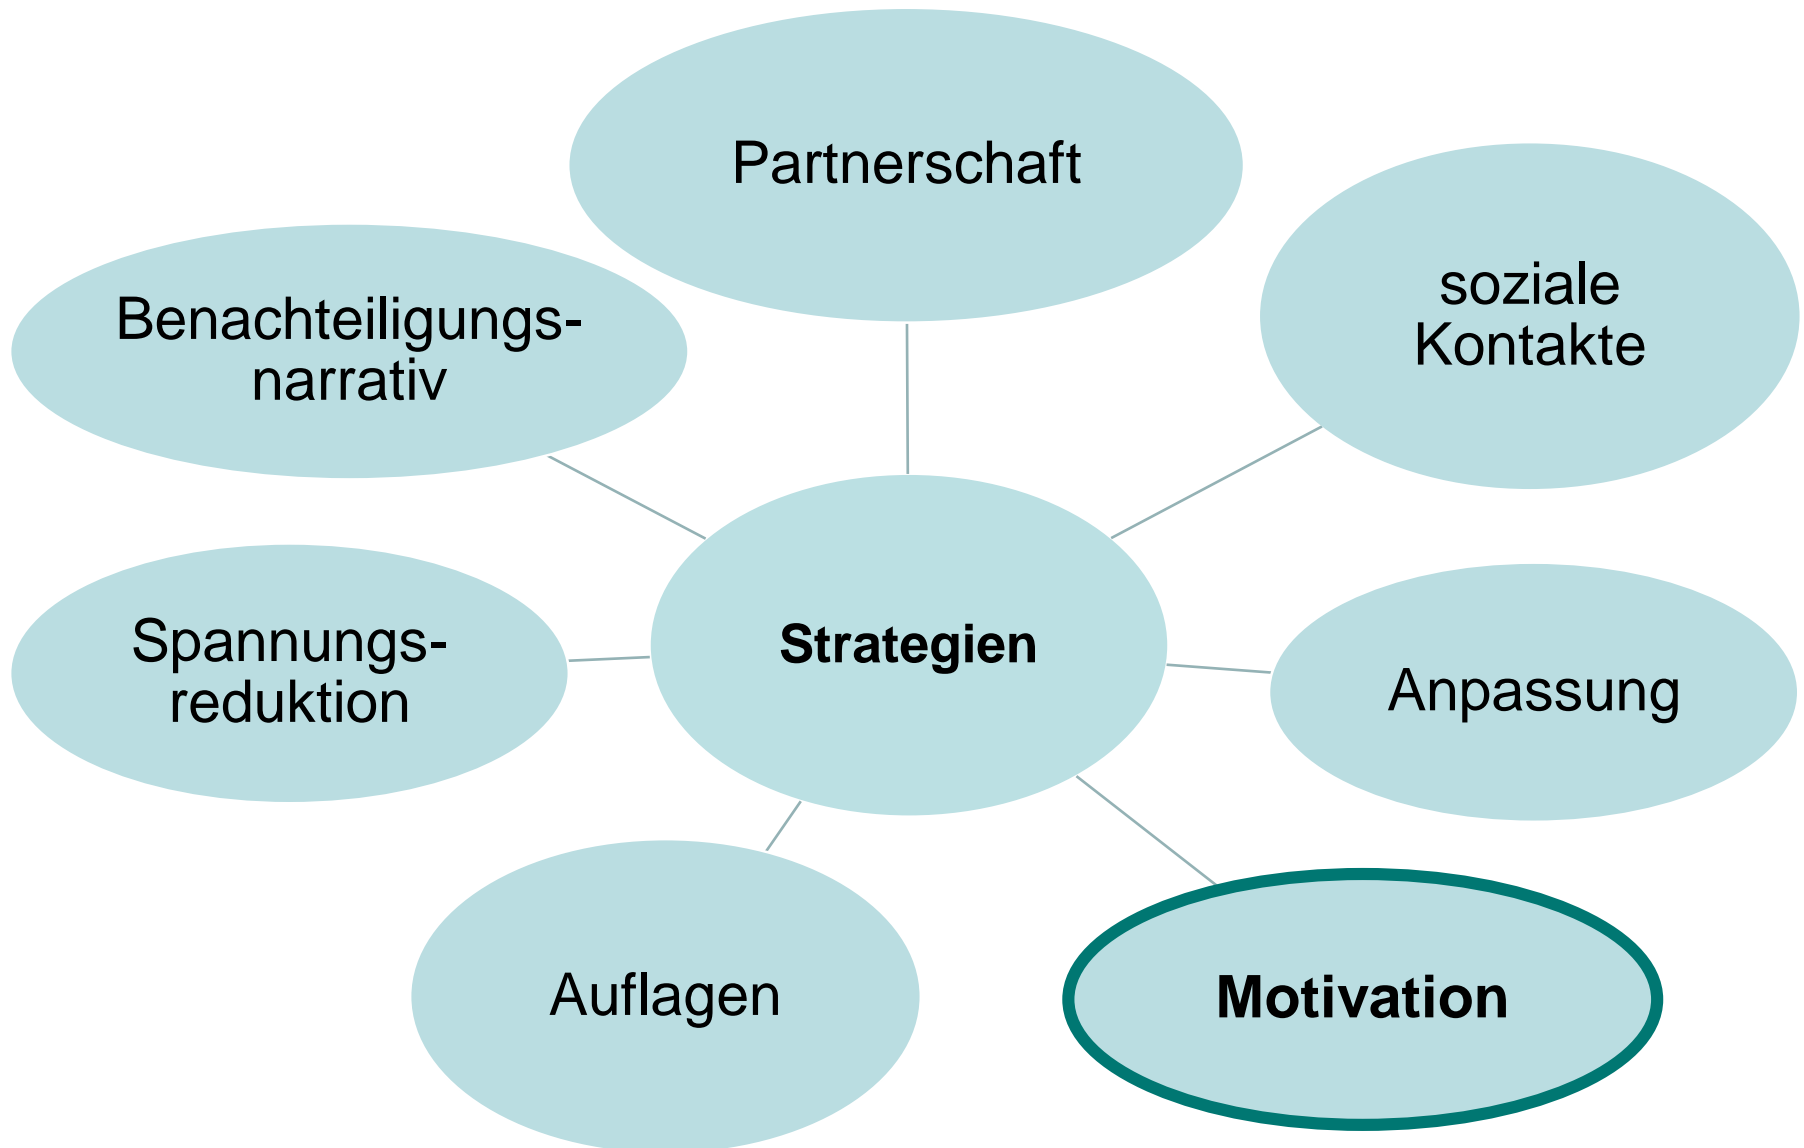 Partnerschaft
soziale
Kontakte
Benachteiligungs-
narrativ
Strategien
Spannungs-
reduktion
Anpassung
Auflagen
Motivation